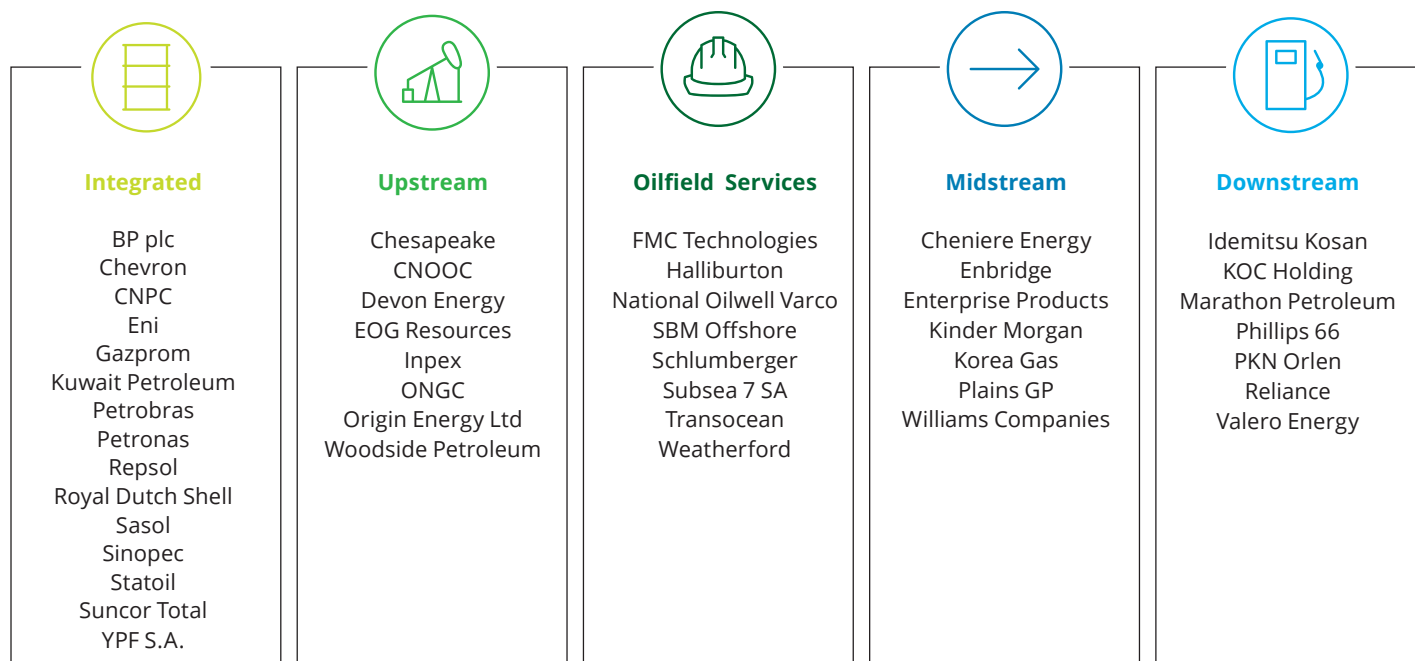 Integrated
BP plc
Chevron
CNPC
Eni
Gazprom
Kuwait Petroleum
Petrobras
Petronas
Repsol
Royal Dutch Shell
Sasol
Sinopec
Statoil
Suncor Total
YPF S.A.
Upstream
Chesapeake
CNOOC
Devon Energy
EOG Resources
Inpex
ONGC
Origin Energy Ltd
Woodside Petroleum
Oilfield Services
FMC Technologies
Halliburton
National Oilwell Varco
SBM Offshore
Schlumberger
Subsea 7 SA
Transocean
Weatherford
Midstream
Cheniere Energy
Enbridge
Enterprise Products
Kinder Morgan
Korea Gas
Plains GP
Williams Companies
Downstream
Idemitsu Kosan
KOC Holding
Marathon Petroleum
Phillips 66
PKN Orlen
Reliance
Valero Energy